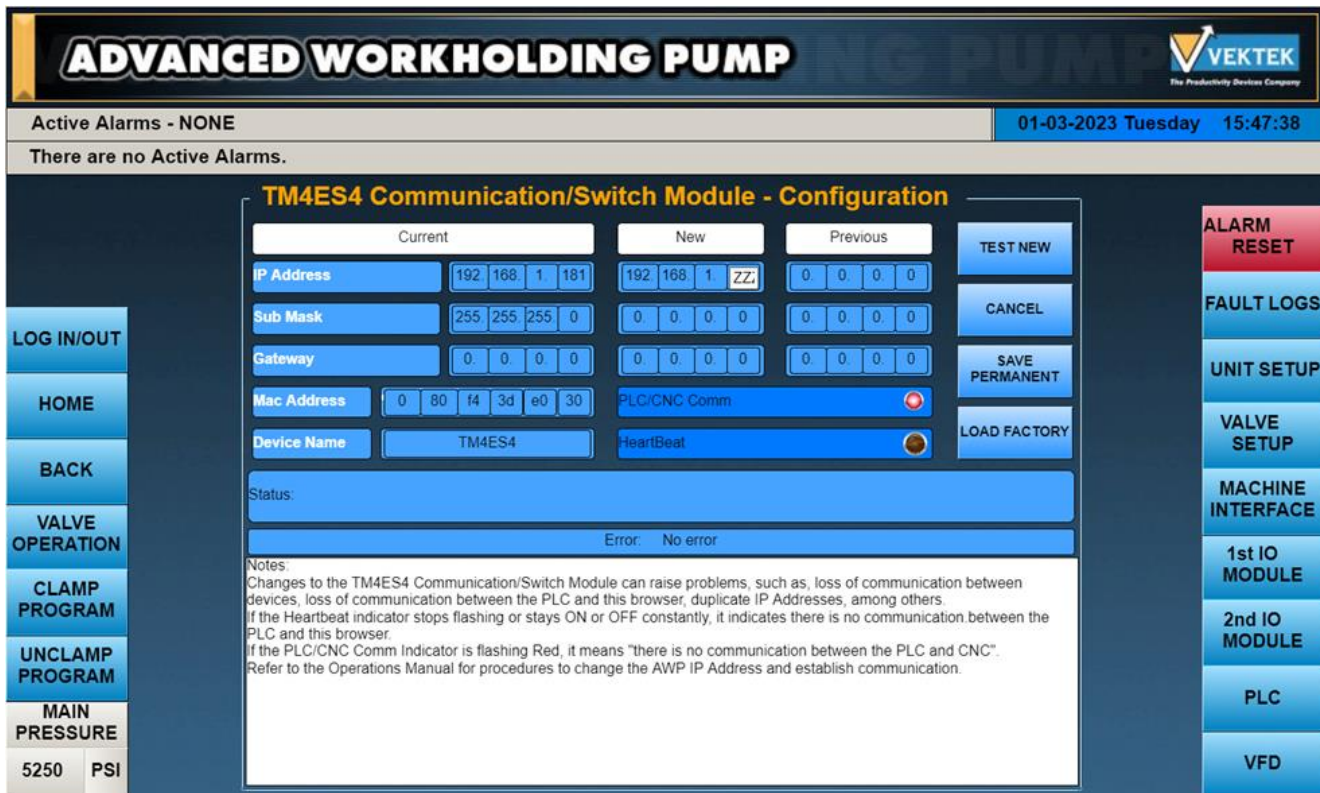 ADVANCED WORKHOLDING PUMP
VEKTEK
The Productivity Devices Company
Active Alarms - NONE
01-03-2023 Tuesday 15:47:38
There are no Active Alarms.
TM4ES4 Communication/Switch Module - Configuration
Current New Previous
TEST NEW
IP Address 192. 168. 1. 181 192. 168. 1. ZZ 0. 0. 0. 0
Sub Mask 255. 255. 255. 0 0. 0. 0. 0 0. 0. 0. 0
CANCEL
Gateway 0. 0. 0. 0 0. 0. 0. 0 0. 0. 0. 0
SAVE
PERMANENT
Mac Address 0 80 f4 3d e0 30 PLC/CNC Comm
Device Name TM4ES4 HeartBeat
LOAD FACTORY
Status:
Error: No error
Notes:
Changes to the TM4ES4 Communication/Switch Module can raise problems, such as, loss of communication between
devices, loss of communication between the PLC and this browser, duplicate IP Addresses, among others.
If the Heartbeat indicator stops flashing or stays ON or OFF constantly, it indicates there is no communication.between the
PLC and this browser.
If the PLC/CNC Comm Indicator is flashing Red, it means "there is no communication between the PLC and CNC".
Refer to the Operations Manual for procedures to change the AWP IP Address and establish communication.
LOG IN/OUT
HOME
BACK
VALVE
OPERATION
CLAMP
PROGRAM
UNCLAMP
PROGRAM
MAIN
PRESSURE
5250 PSI
ALARM
RESET
FAULT LOGS
UNIT SETUP
VALVE
SETUP
MACHINE
INTERFACE
1st IO
MODULE
2nd IO
MODULE
PLC
VFD